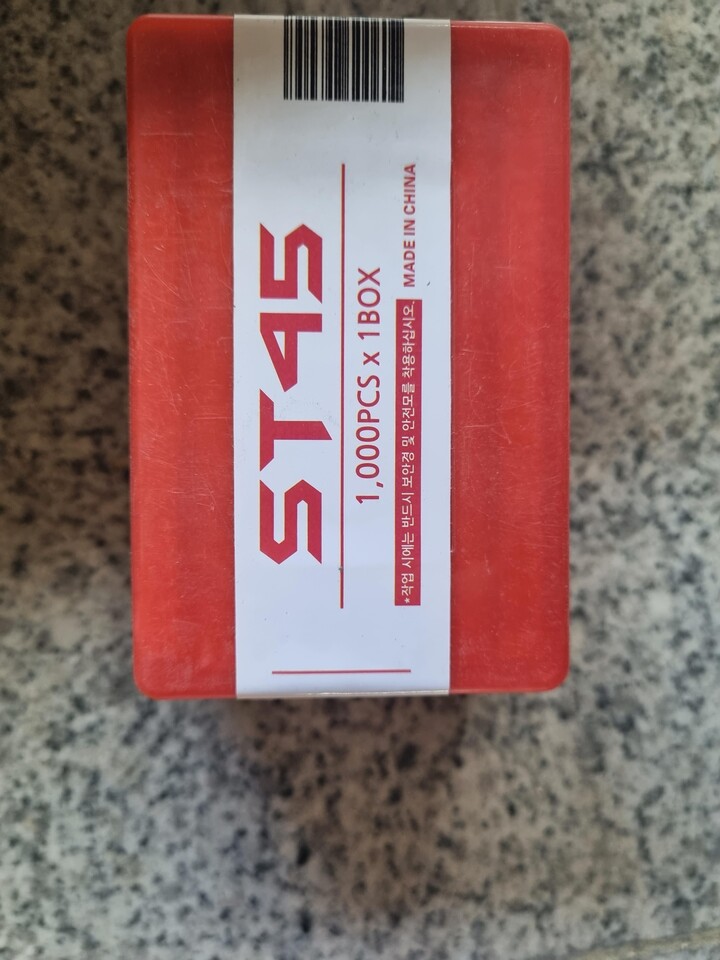 ST45
1,000PCS x 1BOX
*작업 시에는 반드시 보안경 및 안전모를 착용하십시오. MADE IN CHINA